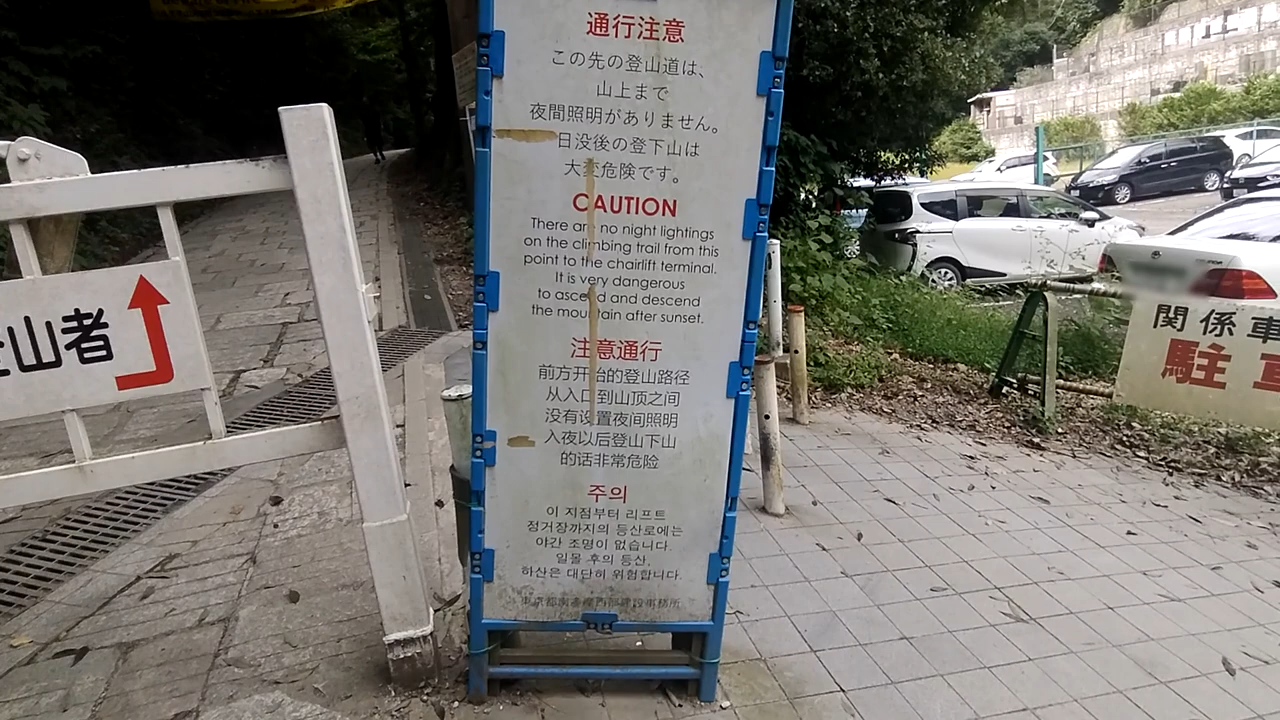 通行注意
この先の登山道は、
山上まで
夜間照明がありません。
日没後の登下山は
大変危険です。
CAUTION
There are no night lightings
on the climbing trail from this
point to the chairlift terminal.
It is very dangerous
to ascend and descend
the mountain after sunset.
注意通行
前方开始的登山路径
从入口到山顶之间
没有设置夜间照明
入夜以后登山下山
的话非常危险
주의
이 지점부터 리프트
정거장까지의 등산로에는
야간 조명이 없습니다.
일몰 후의 등산,
하산은 대단히 위험합니다.
山者
関係車
駐車